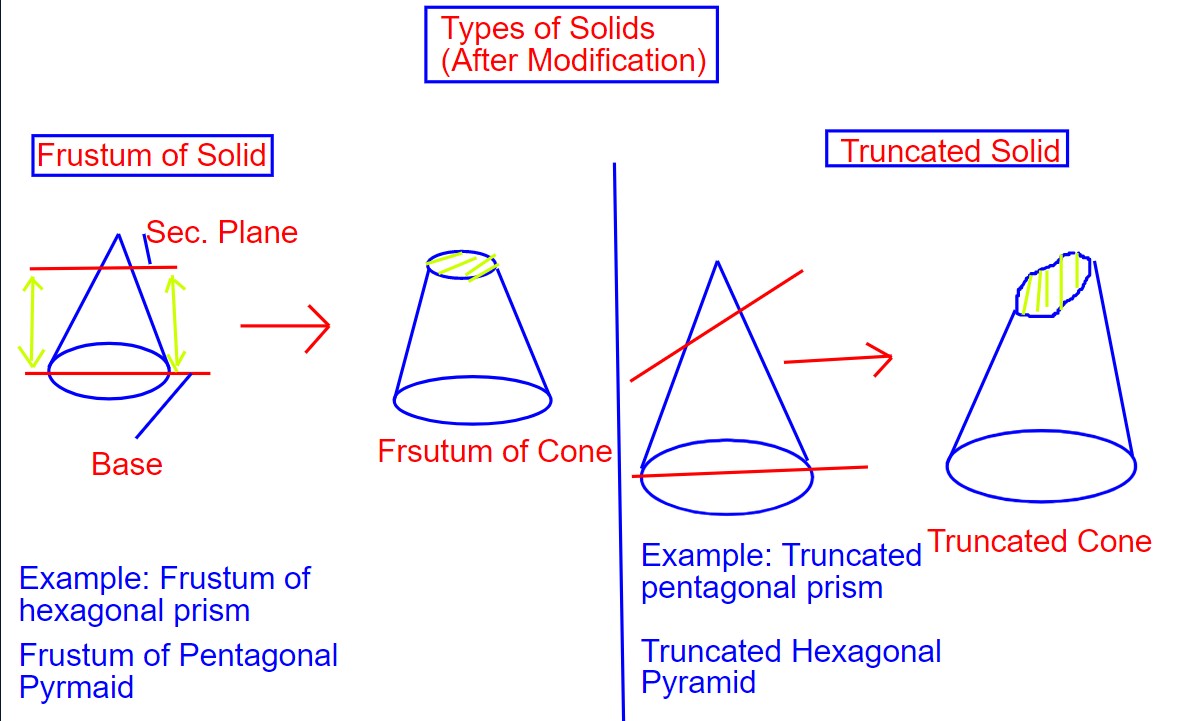 Types of Solids
(After Modification)
Frustum of Solid
Sec. Plane
Base
Frsutum of Cone
Example: Frustum of
hexagonal prism
Frustum of Pentagonal
Pyrmaid
Truncated Solid
Truncated Cone
Example: Truncated
pentagonal prism
Truncated Hexagonal
Pyramid